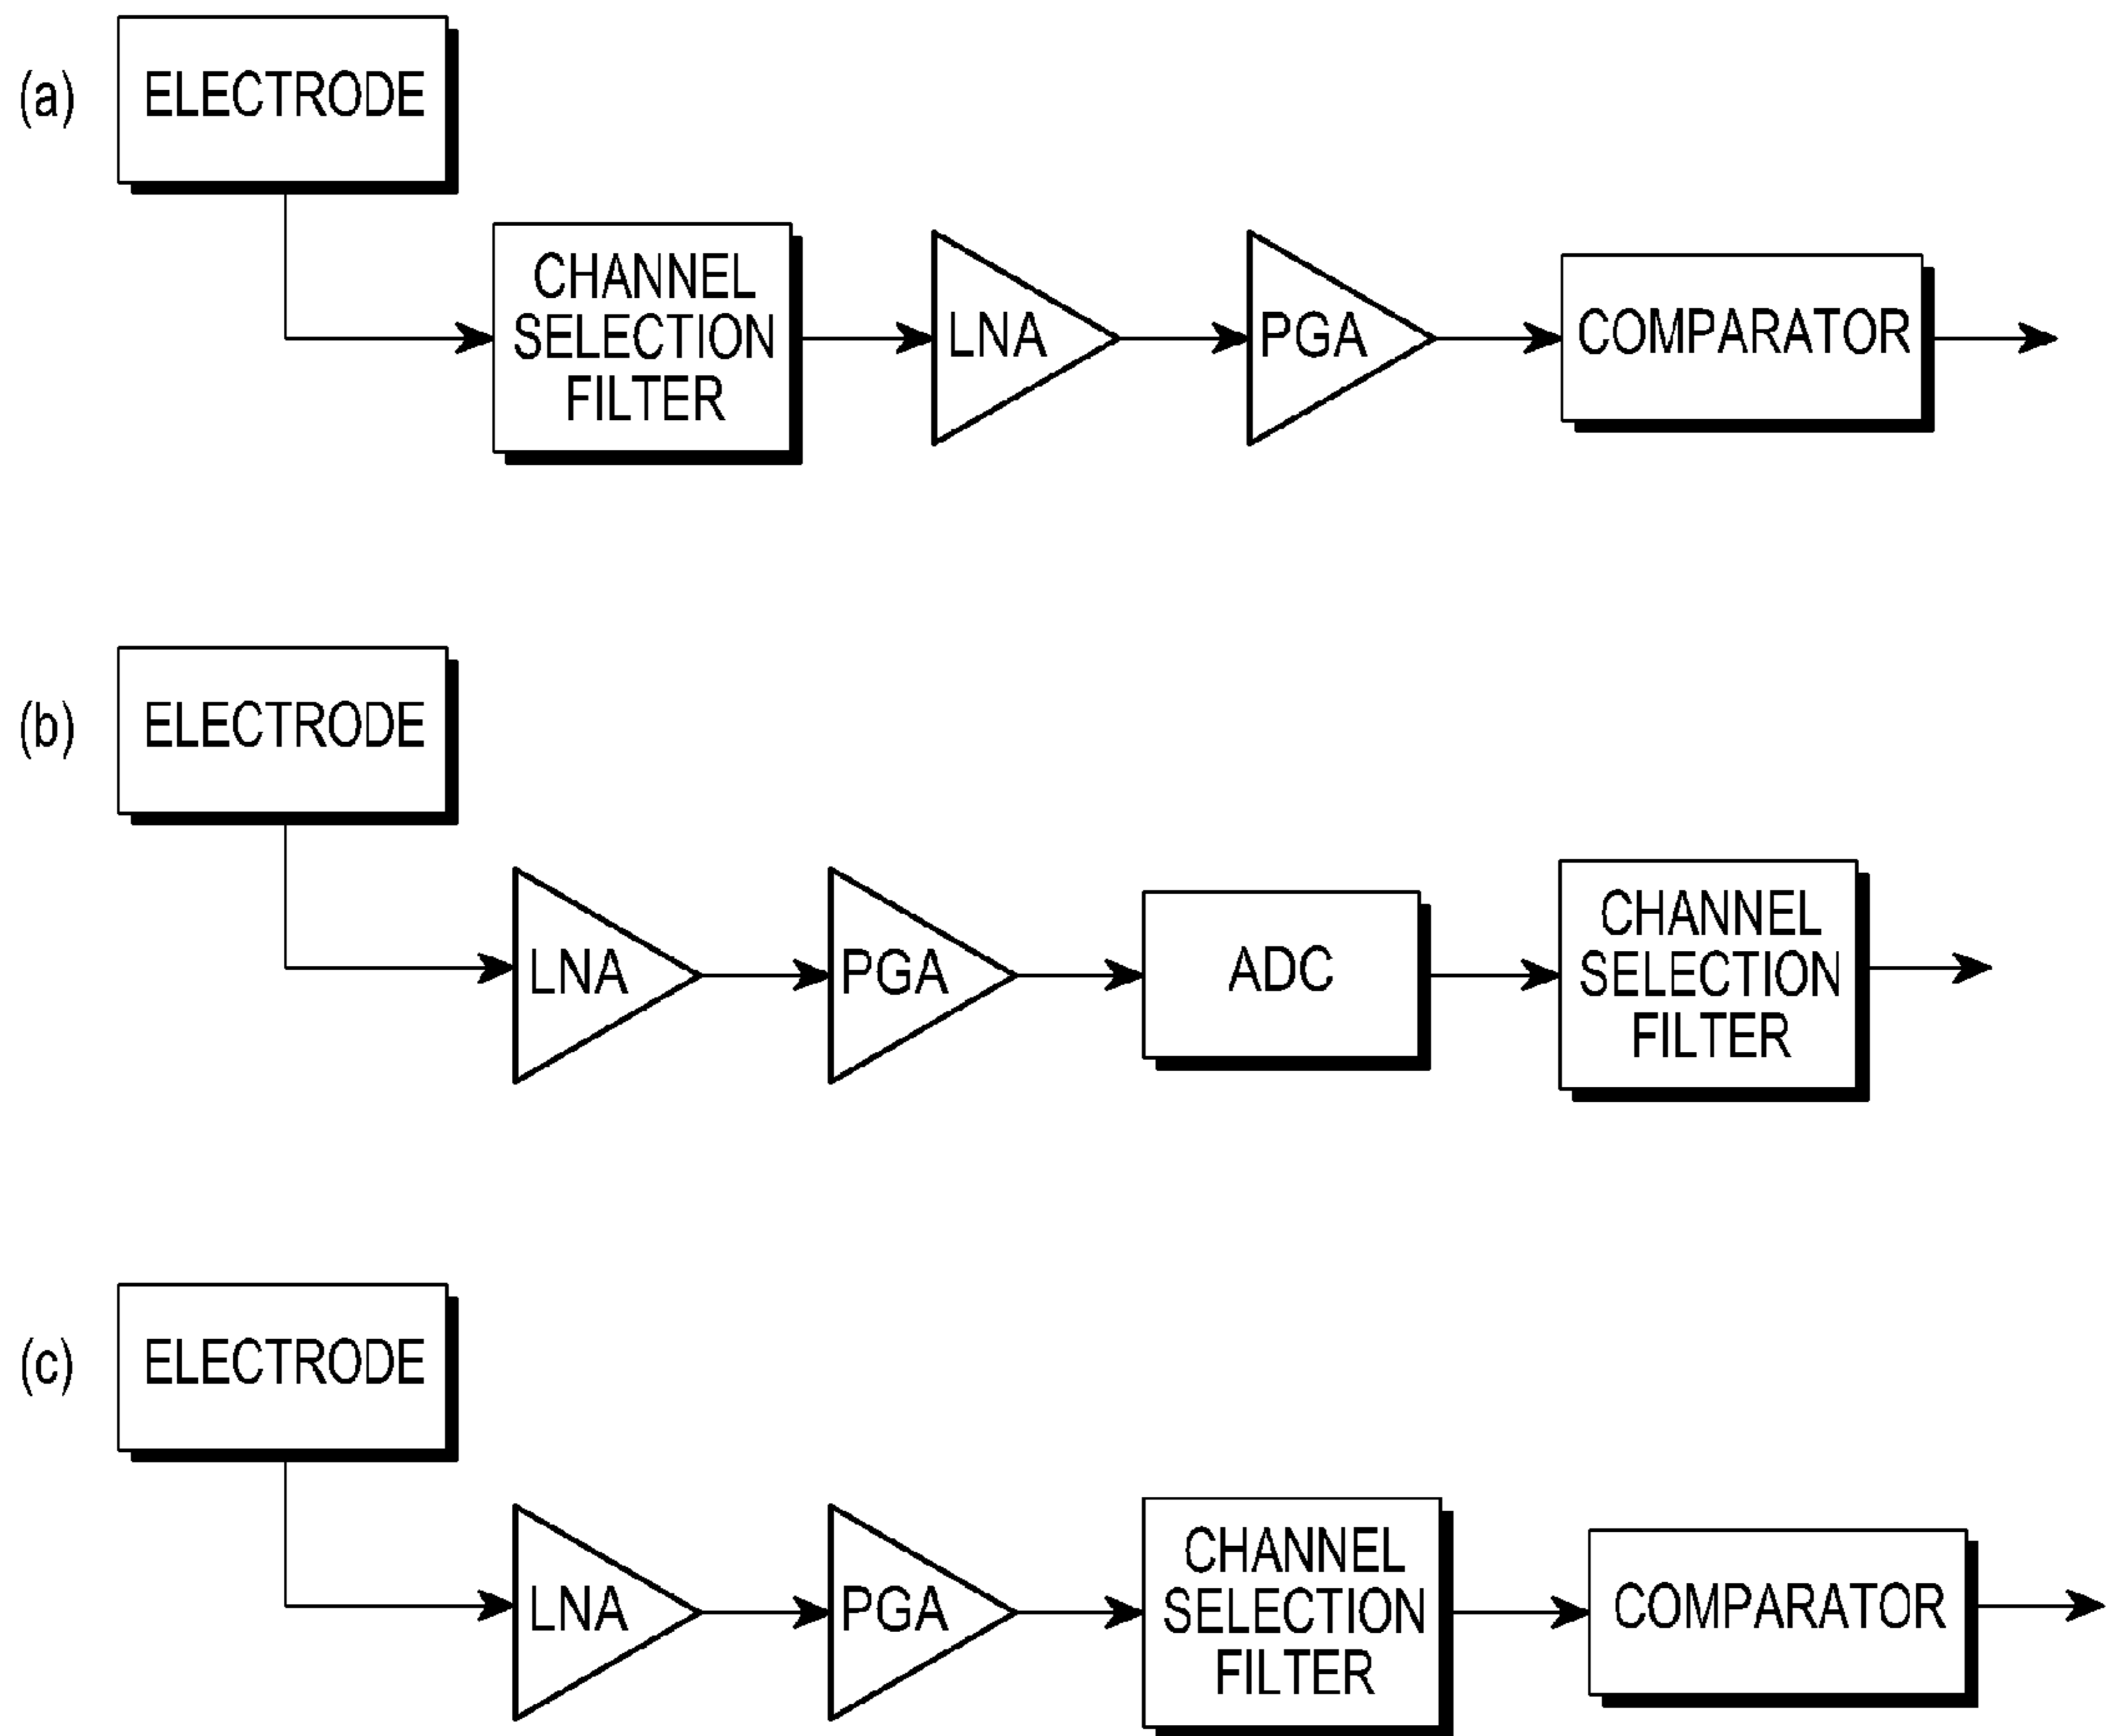 (a)
ELECTRODE
CHANNEL
SELECTION
FILTER
LNA
PGA
COMPARATOR
(b)
ELECTRODE
LNA
PGA
ADC
CHANNEL
SELECTION
FILTER
(c)
ELECTRODE
LNA
PGA
CHANNEL
SELECTION
FILTER
COMPARATOR